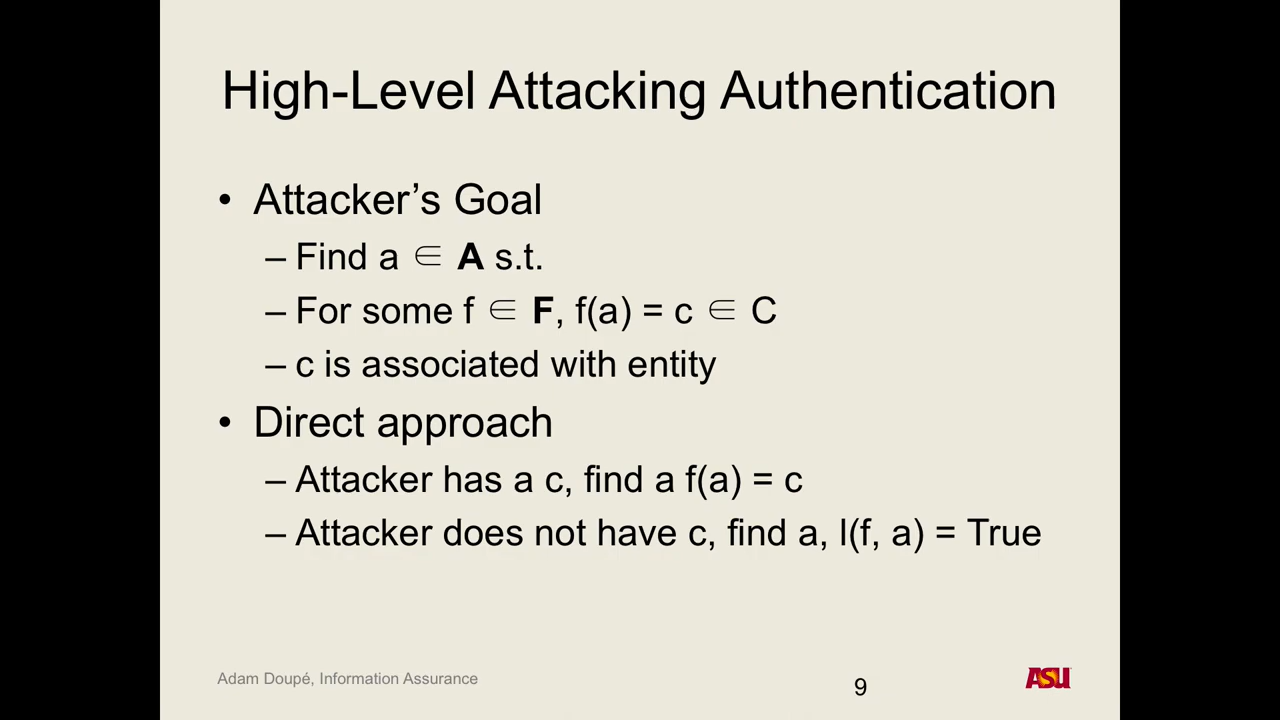 High-Level Attacking Authentication
• Attacker’s Goal
– Find a ∈ A s.t.
– For some f ∈ F, f(a) = c ∈ C
– c is associated with entity
• Direct approach
– Attacker has a c, find a f(a) = c
– Attacker does not have c, find a, l(f, a) = True
Adam Doupé, Information Assurance
9
ASU